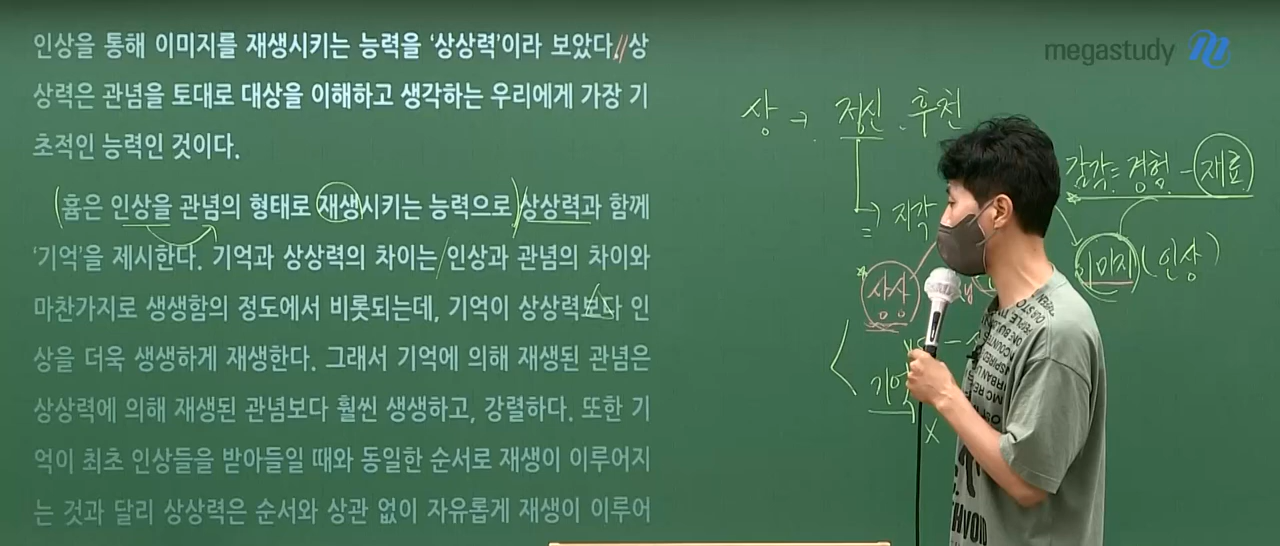 인상을 통해 이미지를 재생시키는 능력을 '상상력'이라 보았다. 상
상력은 관념을 토대로 대상을 이해하고 생각하는 우리에게 가장 기
초적인 능력인 것이다.
흄은 인상을 관념의 형태로 재생시키는 능력으로 상상력과 함께
'기억'을 제시한다. 기억과 상상력의 차이는 인상과 관념의 차이와
마찬가지로 생생함의 정도에서 비롯되는데, 기억이 상상력보다 인
상을 더욱 생생하게 재생한다. 그래서 기억에 의해 재생된 관념은
상상력에 의해 재생된 관념보다 훨씬 생생하고, 강렬하다. 또한 기
억이 최초 인상들을 받아들일 때와 동일한 순서로 재생이 이루어지
는 것과 달리 상상력은 순서와 상관 없이 자유롭게 재생이 이루어
megastudy
상 → 정신, 후천
감각 = 경험 - 재료
지각
이미지 (인상)
상상
기억
X